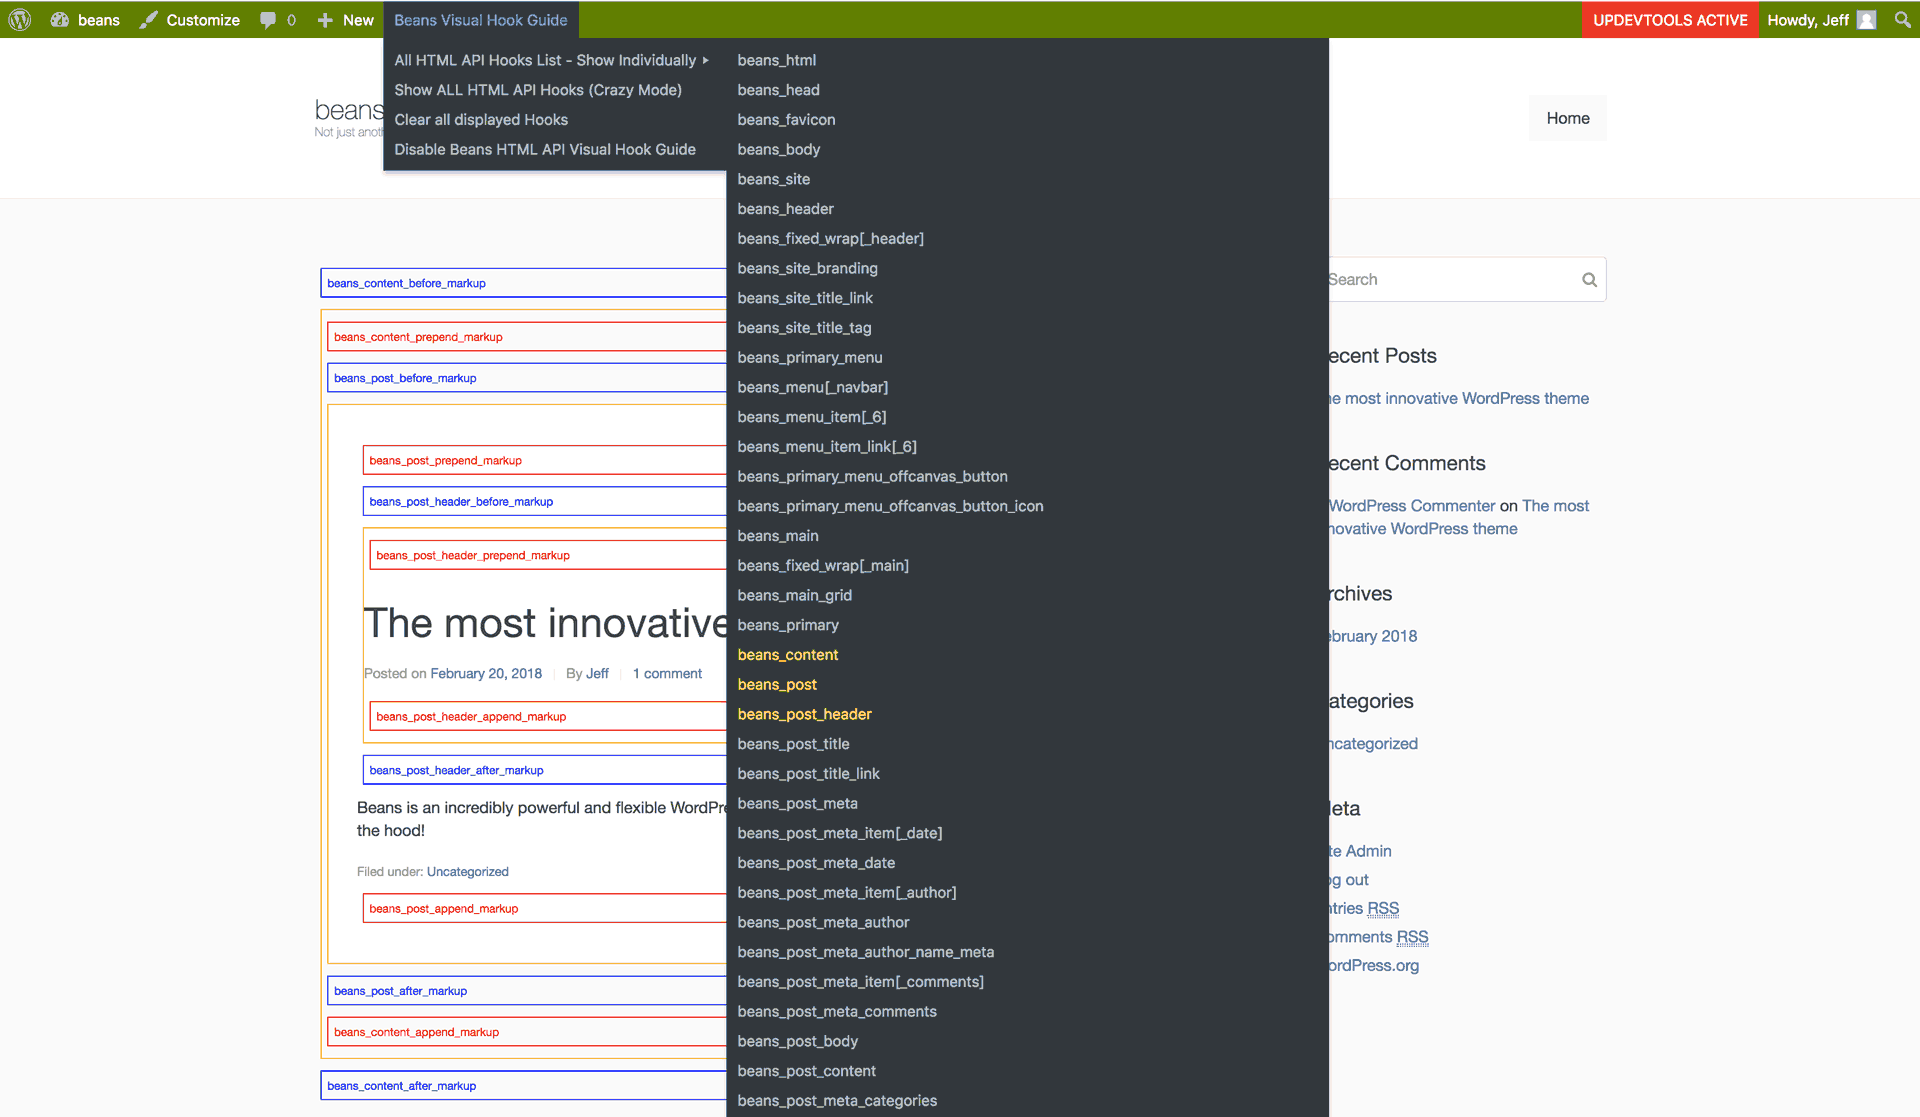 beans
Customize
0
New
Beans Visual Hook Guide
UPDEVTOOLS ACTIVE
Howdy, Jeff
All HTML API Hooks List - Show Individually
Show ALL HTML API Hooks (Crazy Mode)
Clear all displayed Hooks
Disable Beans HTML API Visual Hook Guide
beans_html
beans_head
beans_favicon
beans_body
beans_site
beans_header
beans_fixed_wrap[_header]
beans_site_branding
beans_site_title_link
beans_site_title_tag
beans_primary_menu
beans_menu[_navbar]
beans_menu_item[_6]
beans_menu_item_link[_6]
beans_primary_menu_offcanvas_button
beans_primary_menu_offcanvas_button_icon
beans_main
beans_fixed_wrap[_main]
beans_main_grid
beans_primary
beans_content
beans_post
beans_post_header
beans_post_title
beans_post_title_link
beans_post_meta
beans_post_meta_item[_date]
beans_post_meta_date
beans_post_meta_item[_author]
beans_post_meta_author
beans_post_meta_author_name_meta
beans_post_meta_item[_comments]
beans_post_meta_comments
beans_post_body
beans_post_content
beans_post_meta_categories
beans
Not just anoth
Home
beans_content_before_markup
beans_content_prepend_markup
beans_post_before_markup
beans_post_prepend_markup
beans_post_header_before_markup
beans_post_header_prepend_markup
The most innovative
Posted on February 20, 2018 By Jeff 1 comment
beans_post_header_append_markup
beans_post_header_after_markup
Beans is an incredibly powerful and flexible WordPre
the hood!
Filed under: Uncategorized
beans_post_append_markup
beans_post_after_markup
beans_content_append_markup
beans_content_after_markup
Search
ecent Posts
e most innovative WordPress theme
ecent Comments
WordPress Commenter on The most
novative WordPress theme
rchives
ebruary 2018
ategories
ncategorized
eta
te Admin
og out
ntries RSS
omments RSS
ordPress.org